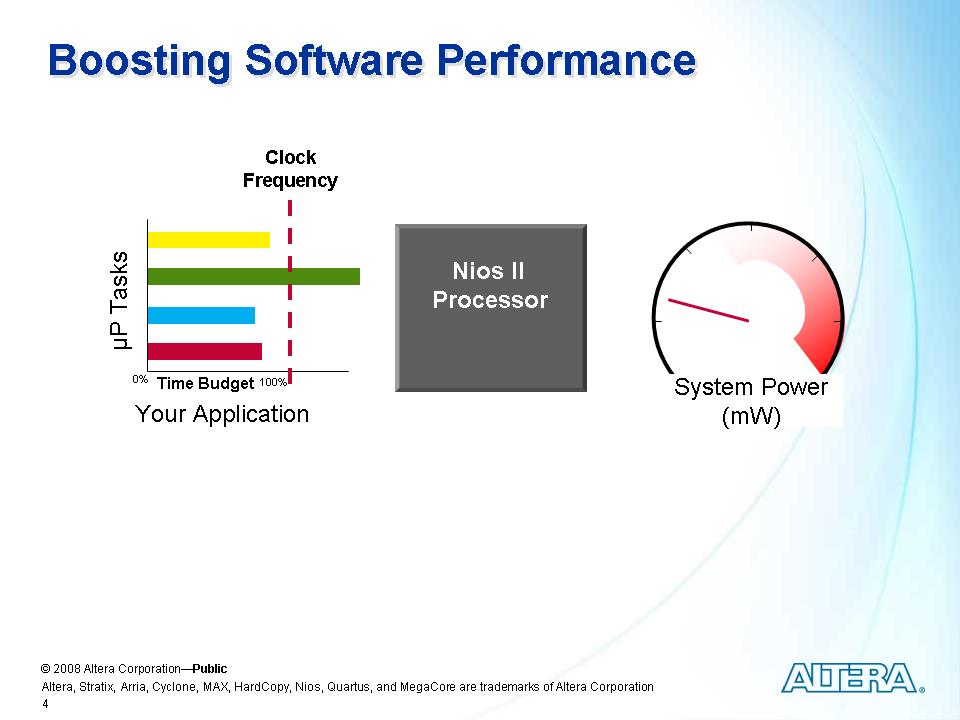 Boosting Software Performance
Clock
Frequency
µP Tasks
0% Time Budget 100%
Your Application
Nios II
Processor
System Power
(mW)
© 2008 Altera Corporation—Public
Altera, Stratix, Arria, Cyclone, MAX, HardCopy, Nios, Quartus, and MegaCore are trademarks of Altera Corporation
4
ALTERA®